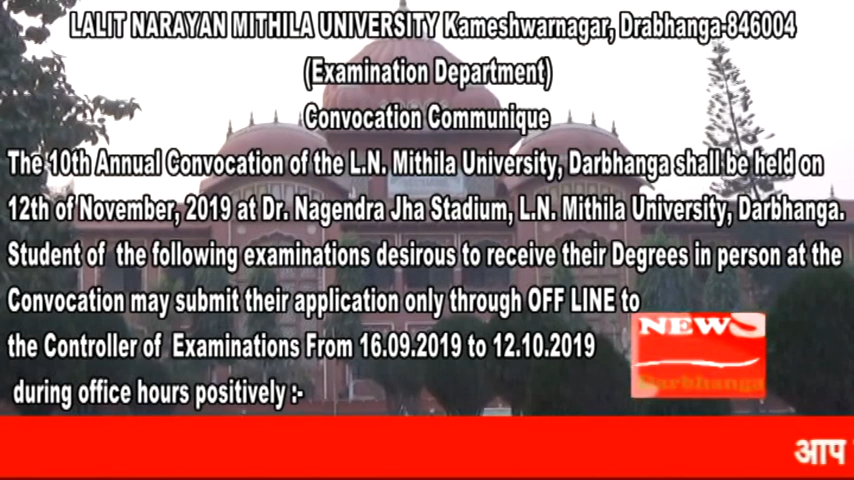 LALIT NARAYAN MITHILA UNIVERSITY Kameshwarnagar, Drabhanga-846004
(Examination Department)
Convocation Communique
The 10th Annual Convocation of the L.N. Mithila University, Darbhanga shall be held on
12th of November, 2019 at Dr. Nagendra Jha Stadium, L.N. Mithila University, Darbhanga.
Student of the following examinations desirous to receive their Degrees in person at the
Convocation may submit their application only through OFF LINE to
the Controller of Examinations From 16.09.2019 to 12.10.2019
during office hours positively :-
NEWS
Darbhanga
आप